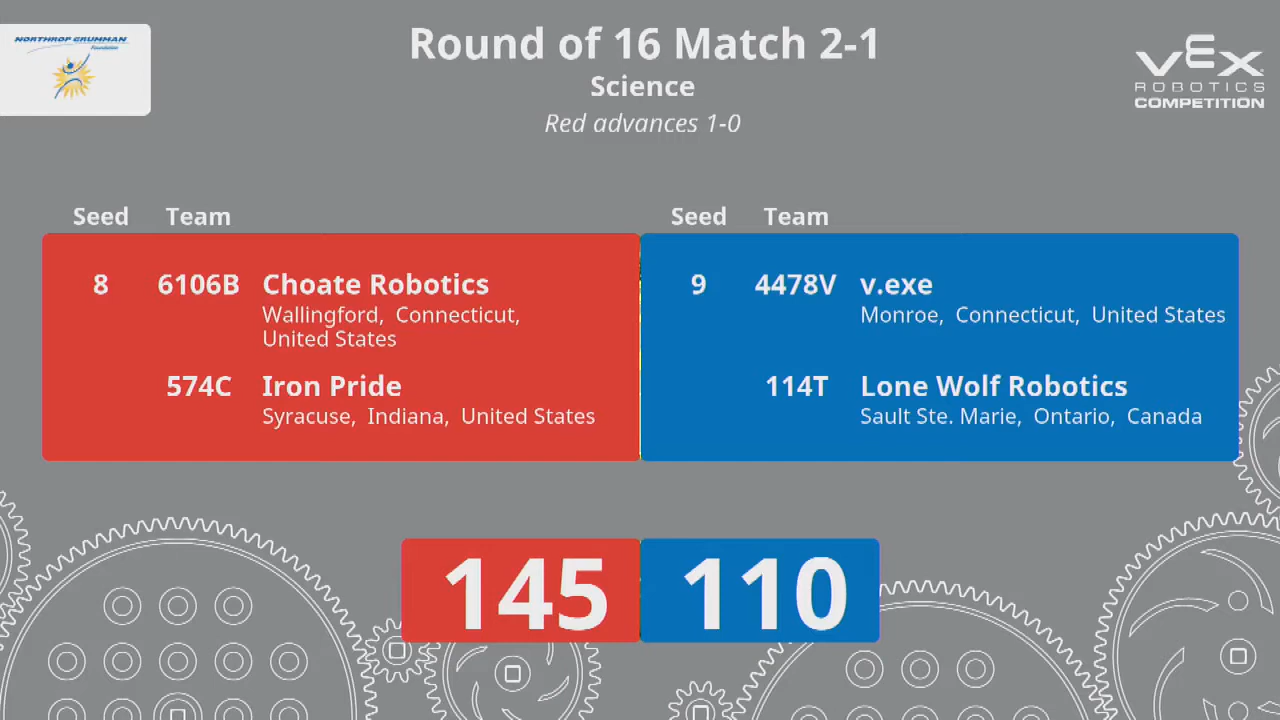 NORTHROP GRUMMAN
Foundation
Round of 16 Match 2-1
Science
Red advances 1-0
VEX
ROBOTICS
COMPETITION
Seed Team
Seed Team
8 6106B Choate Robotics
Wallingford, Connecticut,
United States
574C Iron Pride
Syracuse, Indiana, United States
9 4478V v.exe
Monroe, Connecticut, United States
114T Lone Wolf Robotics
Sault Ste. Marie, Ontario, Canada
145 110